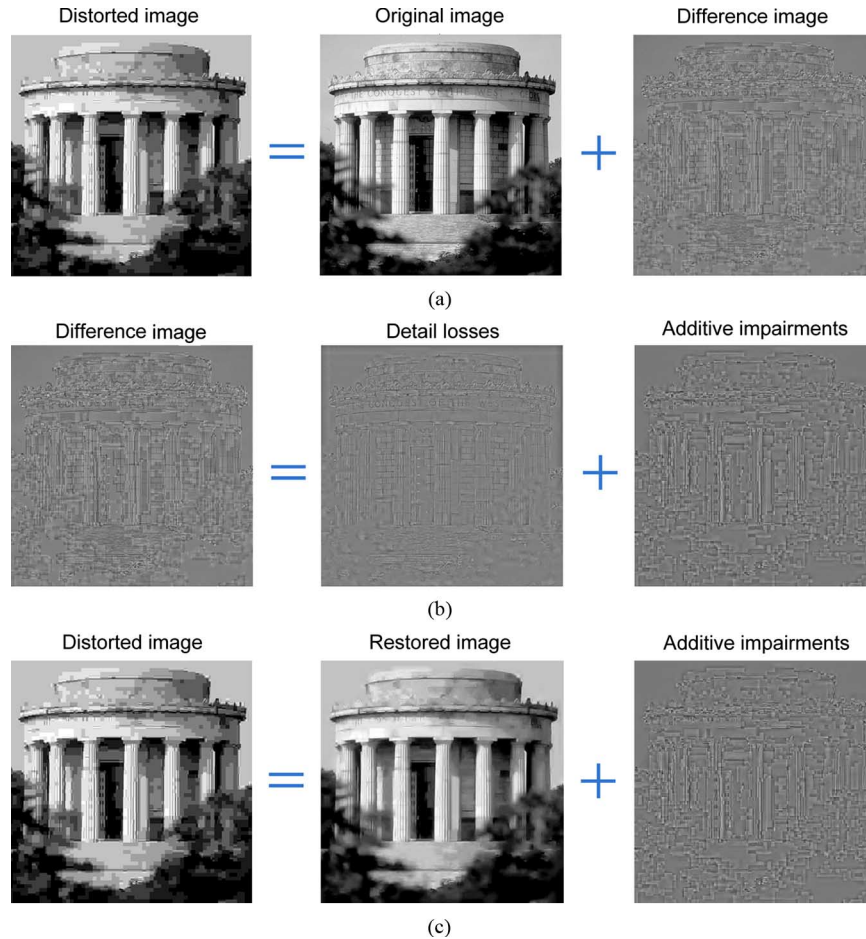 Distorted image
Original image
Difference image
(a)
Difference image
Detail losses
Additive impairments
(b)
Distorted image
Restored image
Additive impairments
(c)